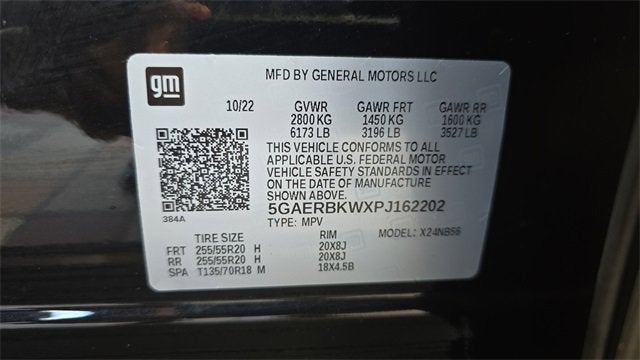 gm
MFD BY GENERAL MOTORS LLC
10/22 GVWR GAWR FRT GAWR RR
2800 KG 1450 KG 1600 KG
6173 LB 3196 LB 3527 LB
THIS VEHICLE CONFORMS TO ALL
APPLICABLE U.S. FEDERAL MOTOR
VEHICLE SAFETY STANDARDS IN EFFECT
ON THE DATE OF MANUFACTURE
SHOWN ABOVE.
384A
5GAERBKWXPJ162202
TYPE: MPV MODEL: X24NB56
TIRE SIZE RIM
FRT 255/55R20 H 20X8J
RR 255/55R20 H 20X8J
SPA T135/70R18 M 18X4.5B